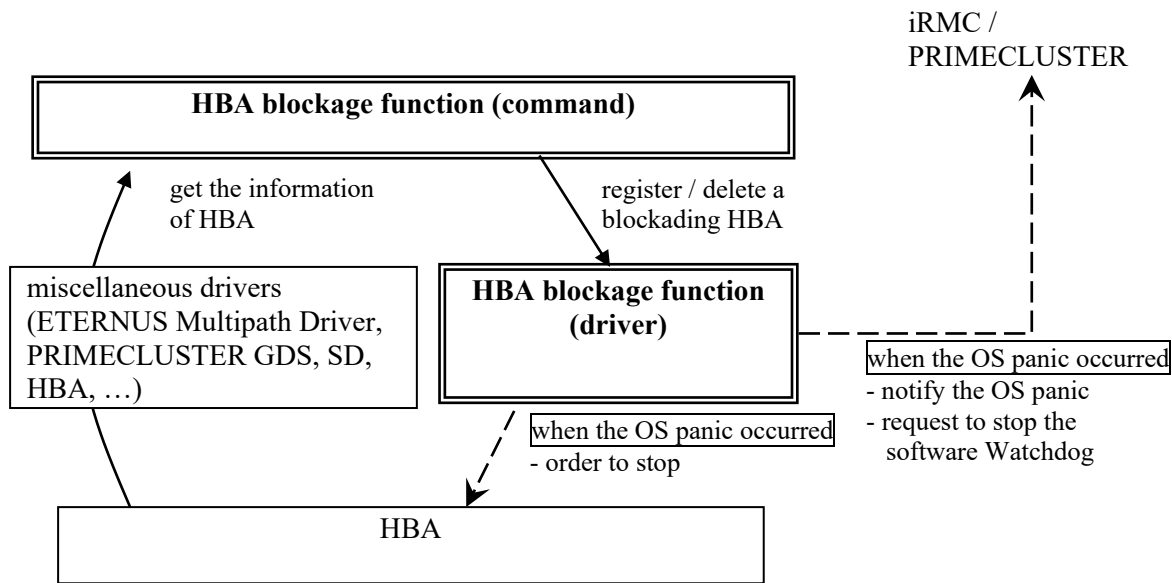 iRMC /
PRIMECLUSTER
HBA blockage function (command)
get the information
of HBA
register / delete a
blockading HBA
miscellaneous drivers
(ETERNUS Multipath Driver,
PRIMECLUSTER GDS, SD,
HBA, …)
HBA blockage function
(driver)
when the OS panic occurred
- notify the OS panic
- request to stop the
software Watchdog
when the OS panic occurred
- order to stop
HBA